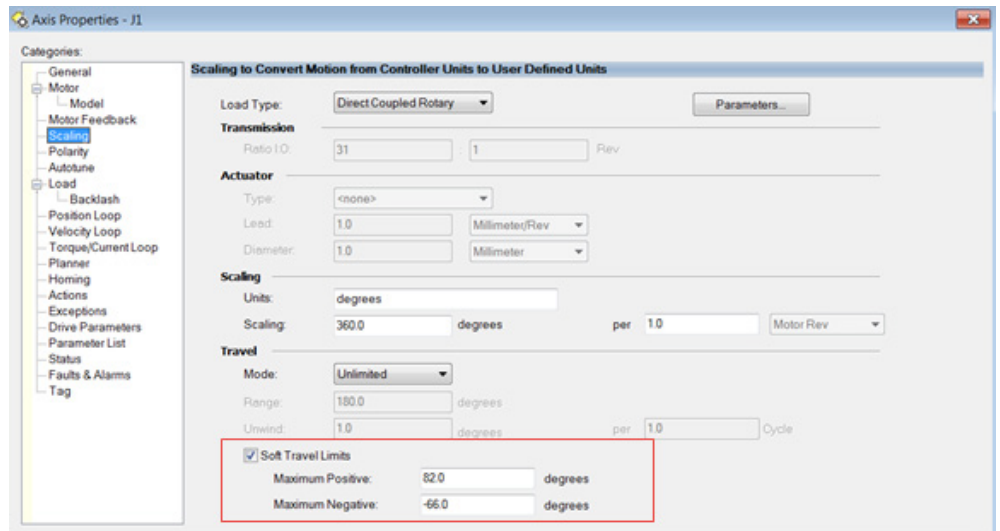 Axis Properties - J1
Categories:
General
Motor
Model
Motor Feedback
Scaling
Polarity
Autotune
Load
Backlash
Position Loop
Velocity Loop
Torque/Current Loop
Planner
Homing
Actions
Exceptions
Drive Parameters
Parameter List
Status
Faults & Alarms
Tag
Scaling to Convert Motion from Controller Units to User Defined Units
Load Type: Direct Coupled Rotary Parameters...
Transmission
Ratio I:O: 31 : 1 Rev
Actuator
Type: <none>
Lead: 1.0 Millimeter/Rev
Diameter: 1.0 Millimeter
Scaling
Units: degrees
Scaling: 360.0 degrees per 1.0 Motor Rev
Travel
Mode: Unlimited
Range: 180.0 degrees
Unwind: 1.0 degrees per 1.0 Cycle
Soft Travel Limits
Maximum Positive: 82.0 degrees
Maximum Negative: -66.0 degrees